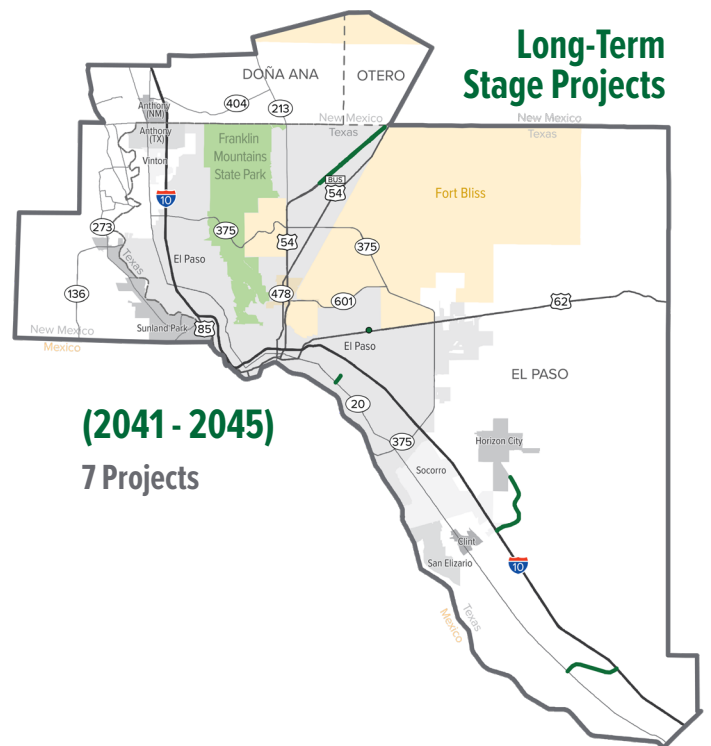 Long-Term
Stage Projects
DOÑA ANA
OTERO
Anthony
(NM)
404
213
New Mexico
Texas
New Mexico
Texas
Anthony
(TX)
Vinton
Franklin
Mountains
State Park
BUS
54
Fort Bliss
10
273
375
54
375
Texas
El Paso
136
478
601
62
New Mexico
Mexico
Sunland Park
85
El Paso
EL PASO
(2041 - 2045)
7 Projects
20
375
Horizon City
Socorro
Clint
San Elizario
10
Mexico
Texas